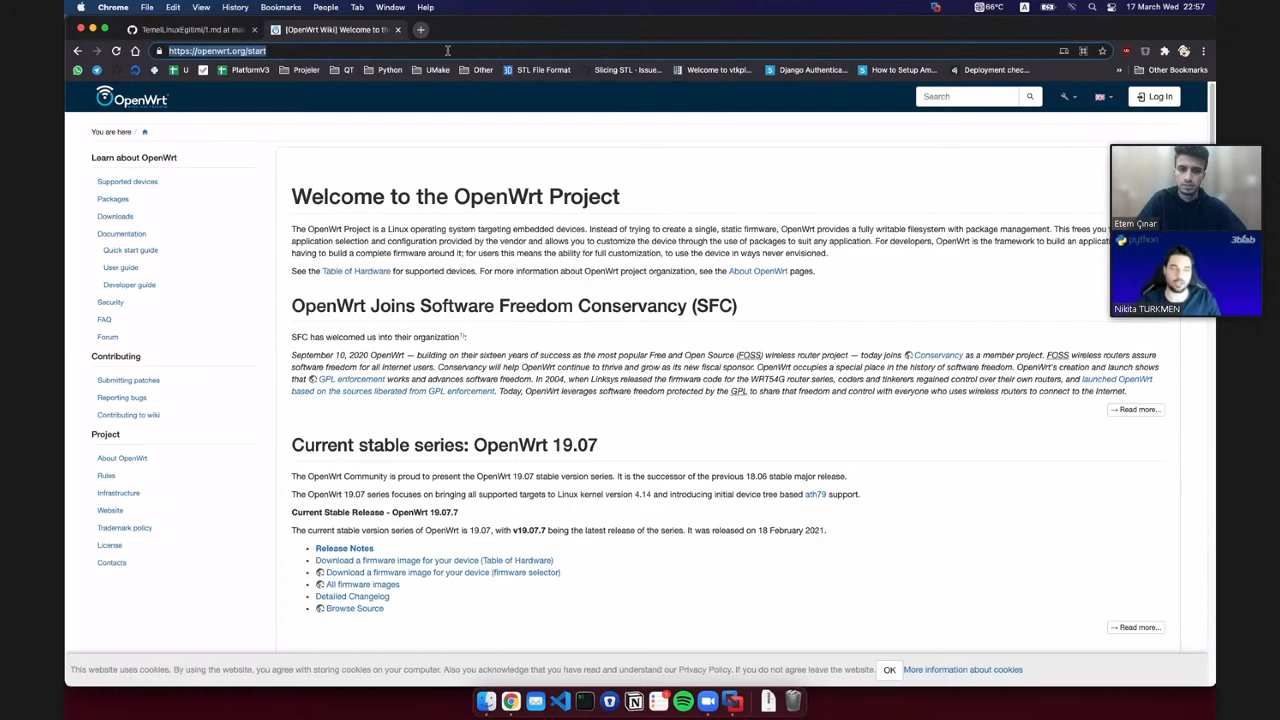 Chrome File Edit View History Bookmarks People Tab Window Help
66°C
17 March Wed 22:57
TemelLinuxEgitimi/1.md at mai
[OpenWrt Wiki] Welcome to the
https://openwrt.org/start
U
PlatformV3
Projeler
QT
Python
UMake
Other
STL File Format
Slicing STL - Issue...
Welcome to vtkpl...
Django Authentica...
How to Setup Am...
Deployment chec...
»
Other Bookmarks
OpenWrt
Search
Log In
You are here /
Learn about OpenWrt
Supported devices
Packages
Downloads
Documentation
Quick start guide
User guide
Developer guide
Security
FAQ
Forum
Contributing
Submitting patches
Reporting bugs
Contributing to wiki
Project
About OpenWrt
Rules
Infrastructure
Website
Trademark policy
License
Contacts
Welcome to the OpenWrt Project
The OpenWrt Project is a Linux operating system targeting embedded devices. Instead of trying to create a single, static firmware, OpenWrt provides a fully writable filesystem with package management. This frees you
application selection and configuration provided by the vendor and allows you to customize the device through the use of packages to suit any application. For developers, OpenWrt is the framework to build an applicat
having to build a complete firmware around it; for users this means the ability for full customization, to use the device in ways never envisioned.
See the Table of Hardware for supported devices. For more information about OpenWrt project organization, see the About OpenWrt pages.
OpenWrt Joins Software Freedom Conservancy (SFC)
SFC has welcomed us into their organization¹⁾:
September 10, 2020 OpenWrt — building on their sixteen years of success as the most popular Free and Open Source (FOSS) wireless router project — today joins Conservancy as a member project. FOSS wireless routers assure
software freedom for all Internet users. Conservancy will help OpenWrt continue to thrive and grow as its new fiscal sponsor. OpenWrt occupies a special place in the history of software freedom. OpenWrt's creation and launch shows
that GPL enforcement works and advances software freedom. In 2004, when Linksys released the firmware code for the WRT54G router series, coders and tinkerers regained control over their own routers, and launched OpenWrt
based on the sources liberated from GPL enforcement. Today, OpenWrt leverages software freedom protected by the GPL to share that freedom and control with everyone who uses wireless routers to connect to the Internet.
→ Read more...
Current stable series: OpenWrt 19.07
The OpenWrt Community is proud to present the OpenWrt 19.07 stable version series. It is the successor of the previous 18.06 stable major release.
The OpenWrt 19.07 series focuses on bringing all supported targets to Linux kernel version 4.14 and introducing initial device tree based ath79 support.
Current Stable Release - OpenWrt 19.07.7
The current stable version series of OpenWrt is 19.07, with v19.07.7 being the latest release of the series. It was released on 18 February 2021.
Release Notes
Download a firmware image for your device (Table of Hardware)
Download a firmware image for your device (firmware selector)
All firmware images
Detailed Changelog
Browse Source
→ Read more...
Etem Çınar
python
3blab
Nikita TURKMEN
This website uses cookies. By using the website, you agree with storing cookies on your computer. Also you acknowledge that you have read and understand our Privacy Policy. If you do not agree leave the website.
OK
More information about cookies